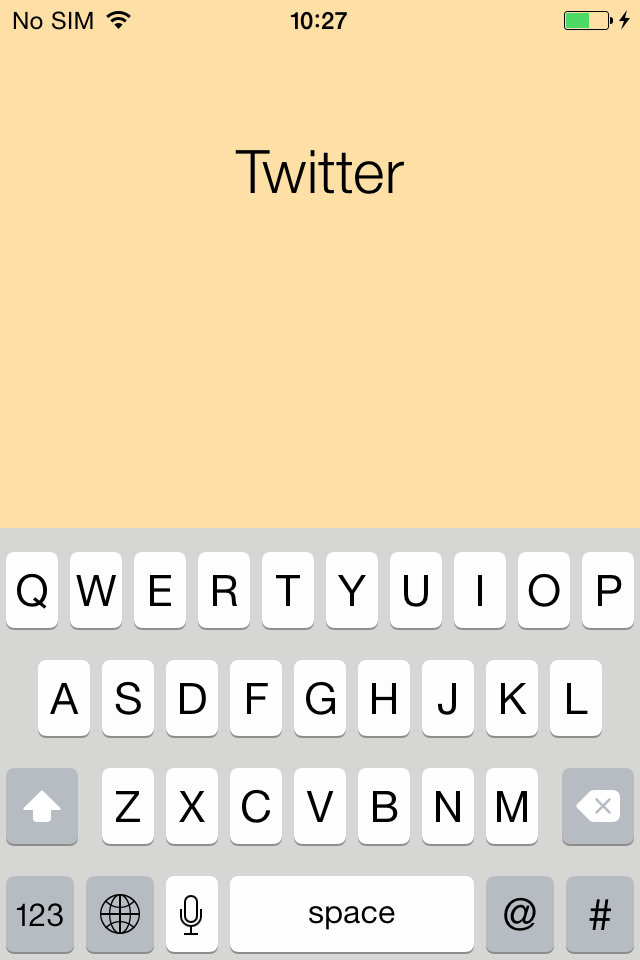 No SIM 10:27
Twitter
Q W E R T Y U I O P
A S D F G H J K L
Z X C V B N M
123 space @ #